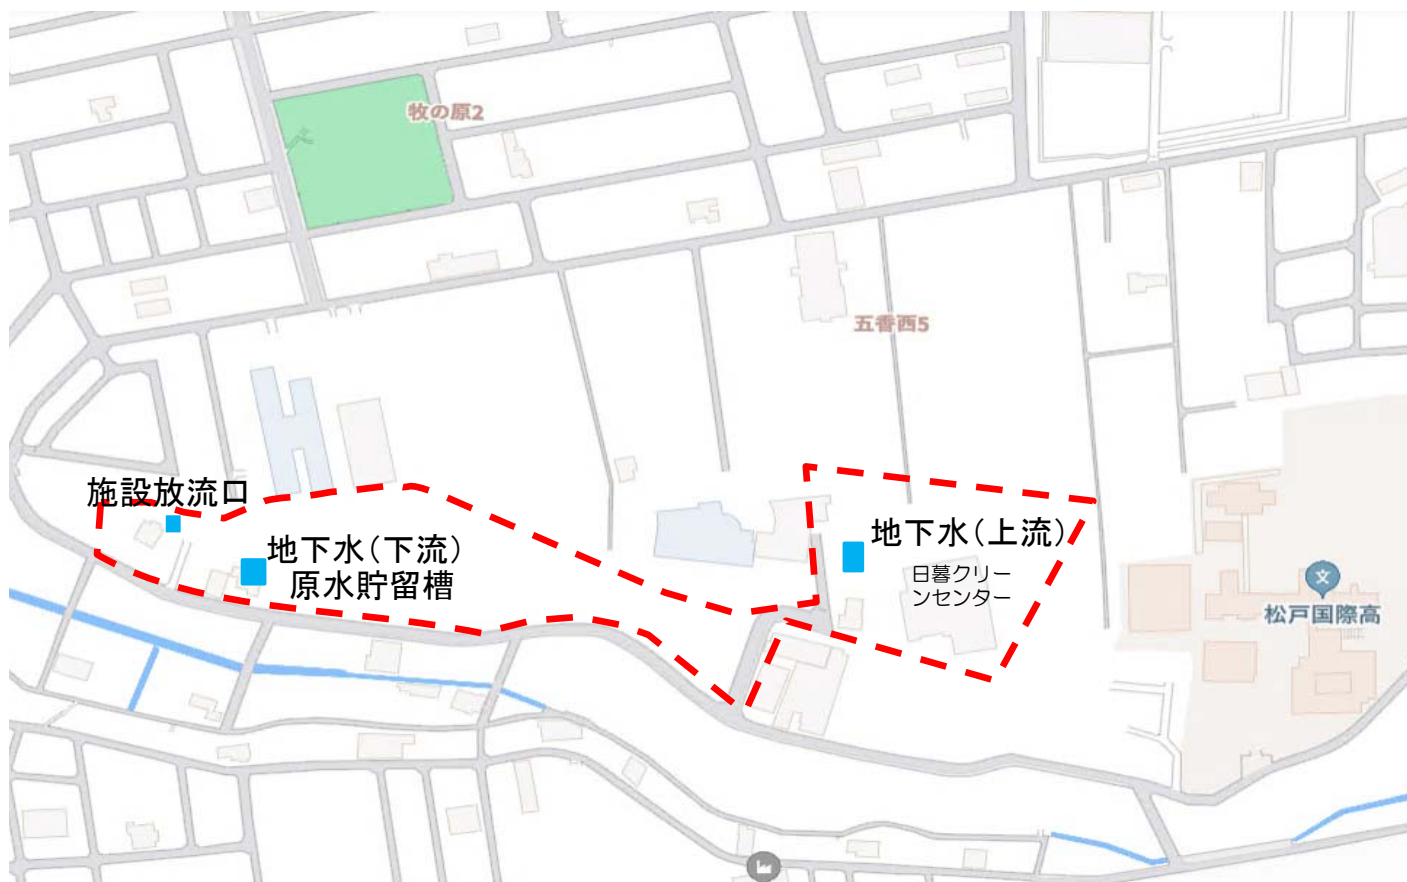 牧の原2
五香西5
施設放流口
地下水(下流)
原水貯留槽
地下水(上流)
日暮クリー
ンセンター
文
松戸国際高